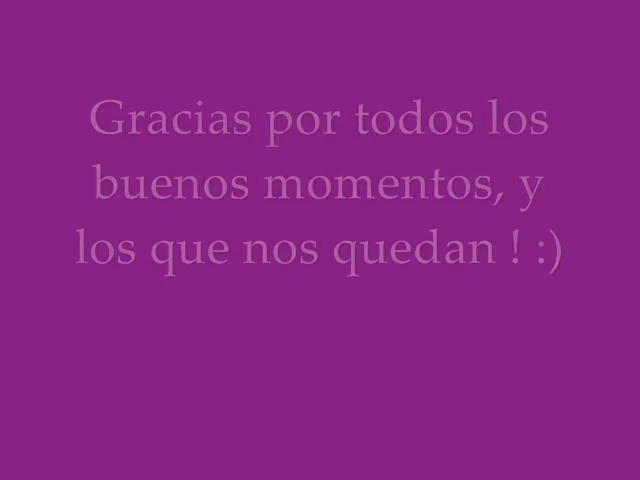 Gracias por todos los
buenos momentos, y
los que nos quedan ! :)